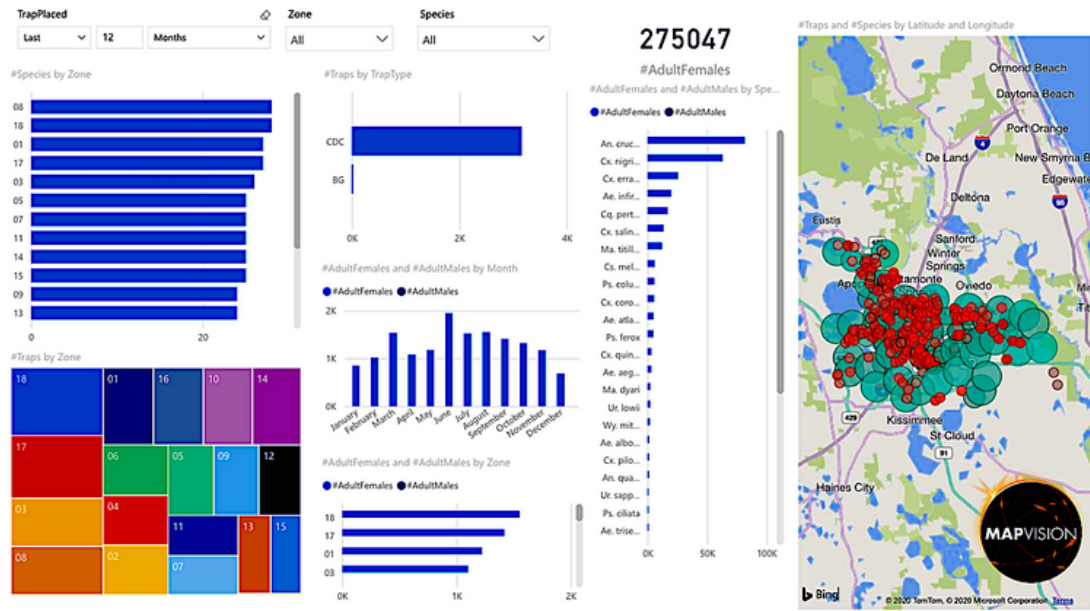 TrapPlaced
Last
12
Months
Zone
All
Species
All
#Species by Zone
08
18
01
17
03
05
07
11
14
15
09
13
0
20
#Traps by Zone
18
17
03
08
01
16
10
14
06
05
09
12
04
11
13
15
02
07
#Traps by TrapType
CDC
BG
0K
2K
4K
#AdultFemales and #AdultMales by Month
#AdultFemales
#AdultMales
2K
1K
0K
January
February
March
April
May
June
July
August
September
October
November
December
#AdultFemales and #AdultMales by Zone
#AdultFemales
#AdultMales
18
17
01
03
0K
1K
2K
275047
#AdultFemales
#AdultFemales and #AdultMales by Spe...
#AdultFemales
#AdultMales
An. cruc...
Cx. nigri...
Cx. erra...
Ae. infir...
Cq. pert...
Cx. salin...
Ma. titill...
Cs. mel...
Ps. colu...
Cx. coro...
Ae. atla...
Ps. ferox
Cx. quin...
Ae. aeg...
Ma. dyari
Ur. lowii
Wy. mit...
Ae. albo...
Cx. pilo...
An. qua...
Ur. sapp...
Ps. ciliata
Ae. trise...
0K
50K
100K
#Traps and #Species by Latitude and Longitude
Ormond Beach
Daytona Beach
Port Orange
4
De Land
New Smyrna B
Edgewate
Deltona
95
Eustis
Sanford
Winter
Springs
Apo
tamonte
Oviedo
Mi
Tit
Kissimmee
429
St Cloud
91
Haines City
MAPVISION
Bing
© 2020 TomTom, © 2020 Microsoft Corporation Terms